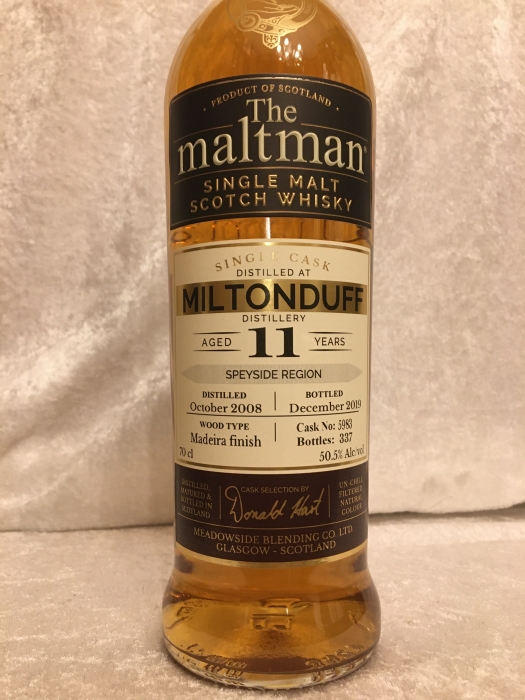 PRODUCT OF SCOTLAND
The
maltman
SINGLE MALT
SCOTCH WHISKY
SINGLE CASK
DISTILLED AT
MILTONDUFF
DISTILLERY
AGED 11 YEARS
SPEYSIDE REGION
DISTILLED
October 2008
BOTTLED
December 2019
WOOD TYPE
Madeira finish
Cask No: 5983
Bottles: 337
70 cl
50.5% Alc/vol
DISTILLED,
MATURED &
BOTTLED IN
SCOTLAND
CASK SELECTION BY
Donald Hart
UN-CHILL
FILTERED
NATURAL
COLOUR
MEADOWSIDE BLENDING CO. LTD.
GLASGOW - SCOTLAND